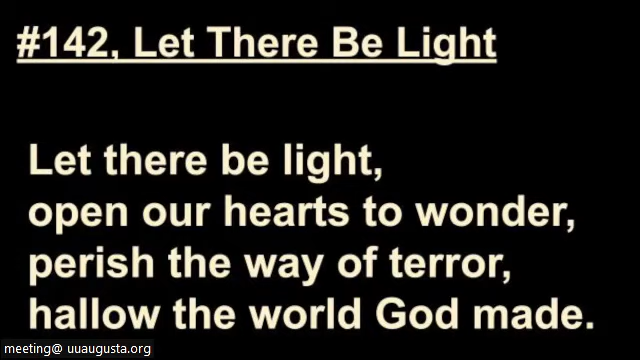 #142, Let There Be Light
Let there be light,
open our hearts to wonder,
perish the way of terror,
hallow the world God made.
meeting@ uuaugusta.org